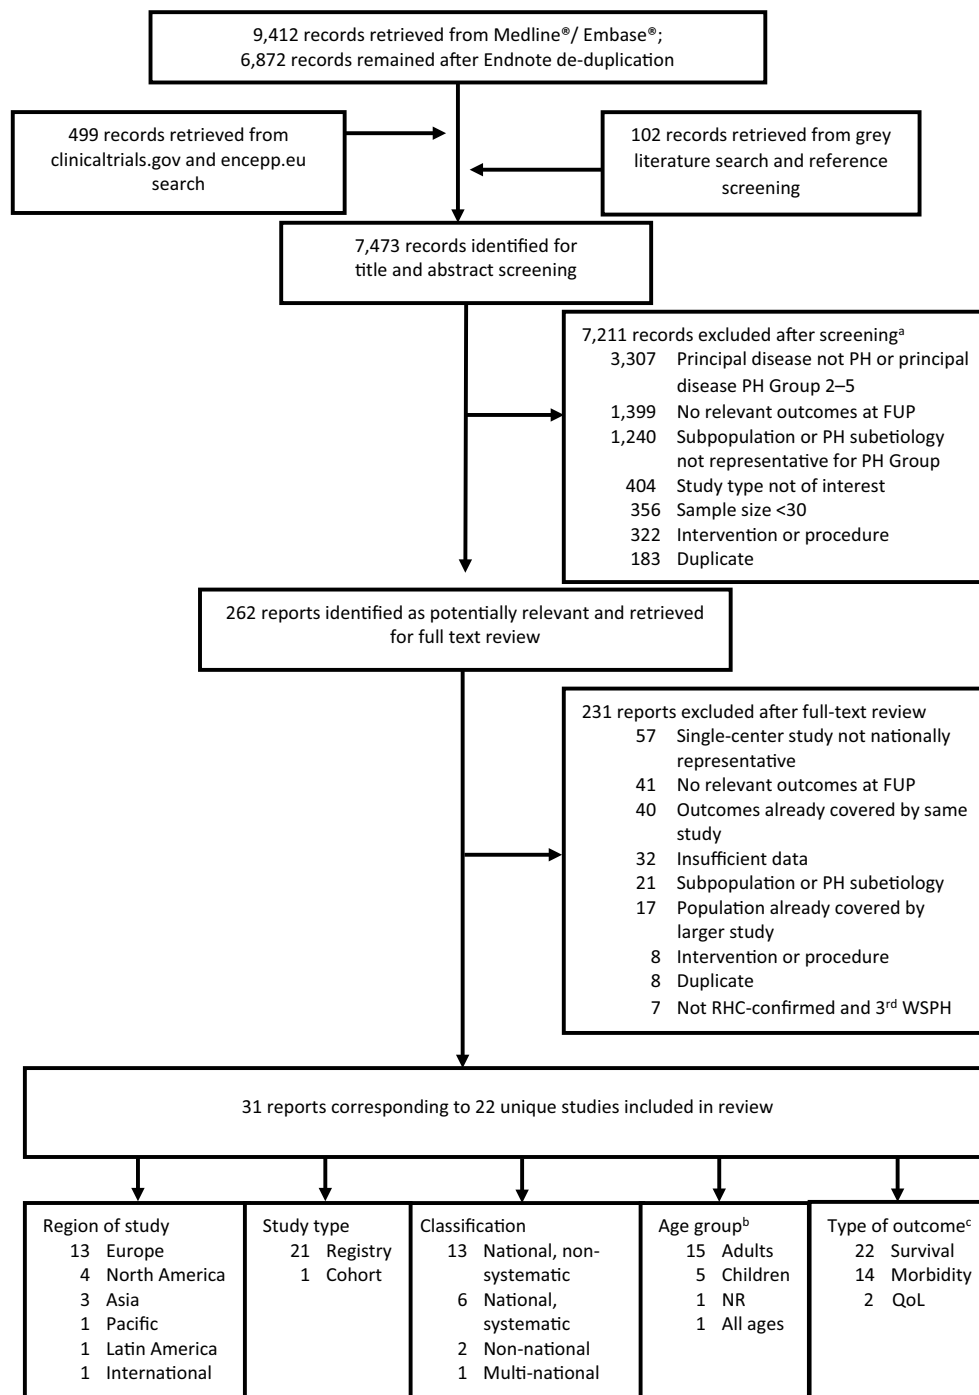 9,412 records retrieved from Medline®/ Embase®;
6,872 records remained after Endnote de-duplication
499 records retrieved from
clinicaltrials.gov and encepp.eu
search
102 records retrieved from grey
literature search and reference
screening
7,473 records identified for
title and abstract screening
7,211 records excluded after screeningᵃ
3,307 Principal disease not PH or principal
disease PH Group 2–5
1,399 No relevant outcomes at FUP
1,240 Subpopulation or PH subetiology
not representative for PH Group
404 Study type not of interest
356 Sample size <30
322 Intervention or procedure
183 Duplicate
262 reports identified as potentially relevant and retrieved
for full text review
231 reports excluded after full-text review
57 Single-center study not nationally
representative
41 No relevant outcomes at FUP
40 Outcomes already covered by same
study
32 Insufficient data
21 Subpopulation or PH subetiology
17 Population already covered by
larger study
8 Intervention or procedure
8 Duplicate
7 Not RHC-confirmed and 3ʳᵈ WSPH
31 reports corresponding to 22 unique studies included in review
Region of study
13 Europe
4 North America
3 Asia
1 Pacific
1 Latin America
1 International
Study type
21 Registry
1 Cohort
Classification
13 National, non-
systematic
6 National,
systematic
2 Non-national
1 Multi-national
Age groupᵇ
15 Adults
5 Children
1 NR
1 All ages
Type of outcomeᶜ
22 Survival
14 Morbidity
2 QoL